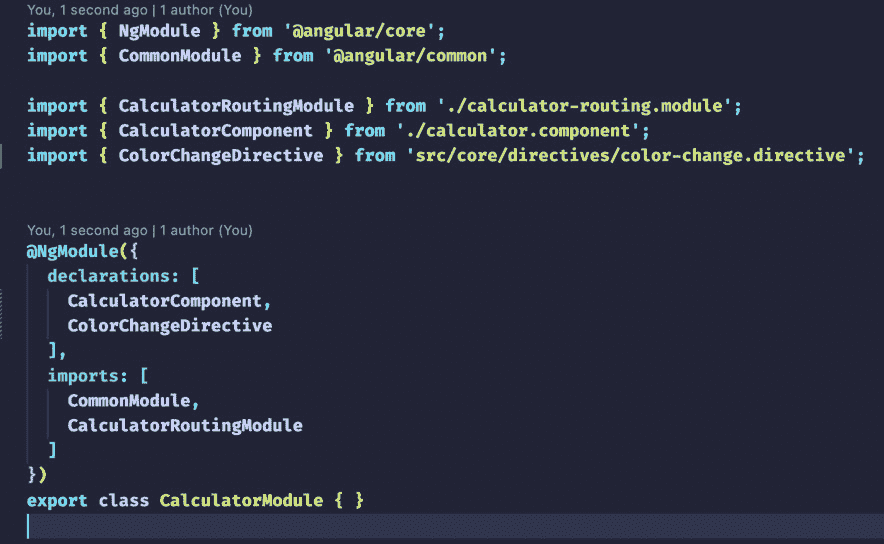 You, 1 second ago | 1 author (You)
import { NgModule } from '@angular/core';
import { CommonModule } from '@angular/common';
import { CalculatorRoutingModule } from './calculator-routing.module';
import { CalculatorComponent } from './calculator.component';
import { ColorChangeDirective } from 'src/core/directives/color-change.directive';
You, 1 second ago | 1 author (You)
@NgModule({
  declarations: [
    CalculatorComponent,
    ColorChangeDirective
  ],
  imports: [
    CommonModule,
    CalculatorRoutingModule
  ]
})
export class CalculatorModule { }